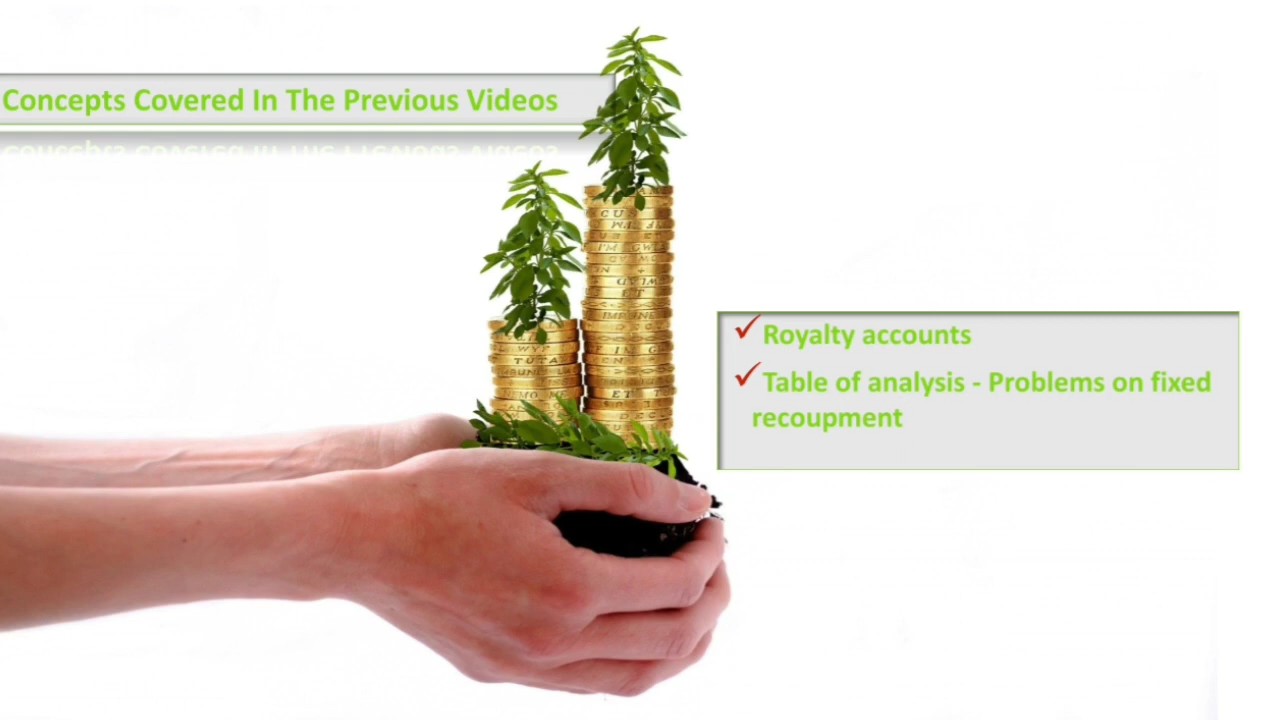 Concepts Covered In The Previous Videos
Royalty accounts
Table of analysis - Problems on fixed
recoupment